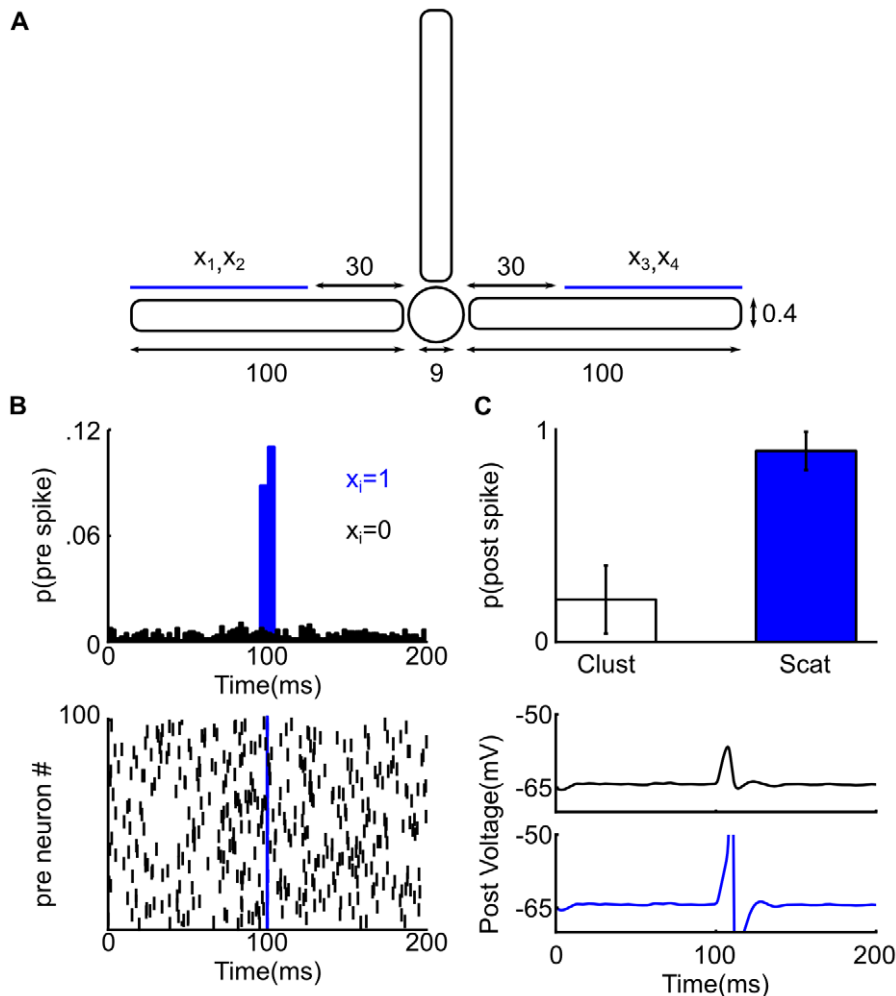 A
x1,x2
30
30
x3,x4
0.4
100
9
100
B
.12
.06
0
p(pre spike)
xi=1
xi=0
0
100
200
Time(ms)
100
pre neuron #
0
100
200
Time(ms)
C
1
0
p(post spike)
Clust
Scat
-50
-65
-50
-65
Post Voltage(mV)
0
100
200
Time(ms)